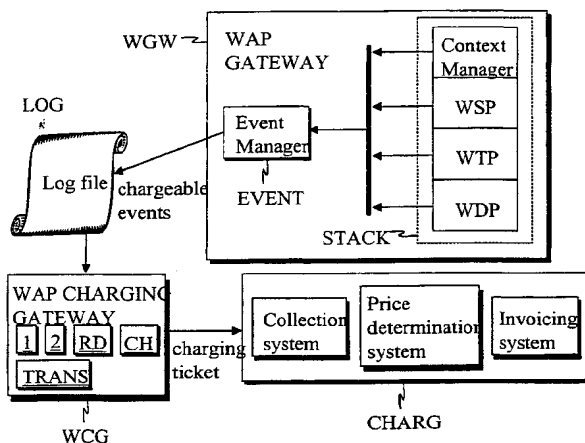 WGW
WAP
GATEWAY
Context
Manager
WSP
WTP
WDP
STACK
Event
Manager
EVENT
LOG
Log file
chargeable
events
WAP CHARGING
GATEWAY
1 2 RD CH
TRANS
WCG
charging
ticket
Collection
system
Price
determination
system
Invoicing
system
CHARG